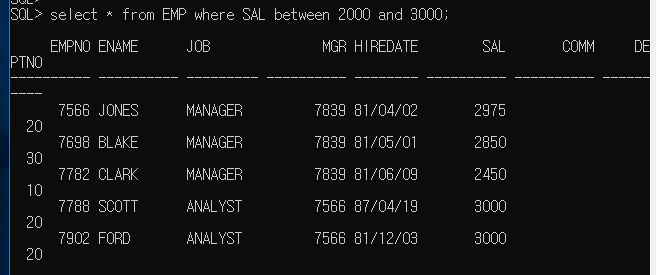 SQL>
SQL> select * from EMP where SAL between 2000 and 3000;
EMPNO ENAME JOB MGR HIREDATE SAL COMM DE
PTNO
---------- ---------- --------- ---------- -------- ---------- ---------- ------
----
7566 JONES MANAGER 7839 81/04/02 2975
20
7698 BLAKE MANAGER 7839 81/05/01 2850
30
7782 CLARK MANAGER 7839 81/06/09 2450
10
7788 SCOTT ANALYST 7566 87/04/19 3000
20
7902 FORD ANALYST 7566 81/12/03 3000
20